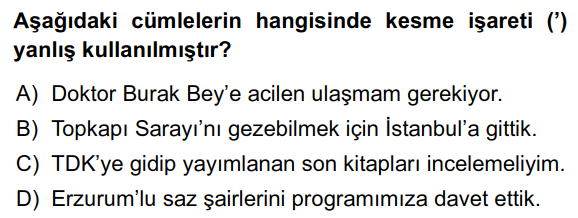 Aşağıdaki cümlelerin hangisinde kesme işareti (’)
yanlış kullanılmıştır?
A) Doktor Burak Bey’e acilen ulaşmam gerekiyor.
B) Topkapı Sarayı’nı gezebilmek için İstanbul’a gittik.
C) TDK’ye gidip yayımlanan son kitapları incelemeliyim.
D) Erzurum’lu saz şairlerini programımıza davet ettik.